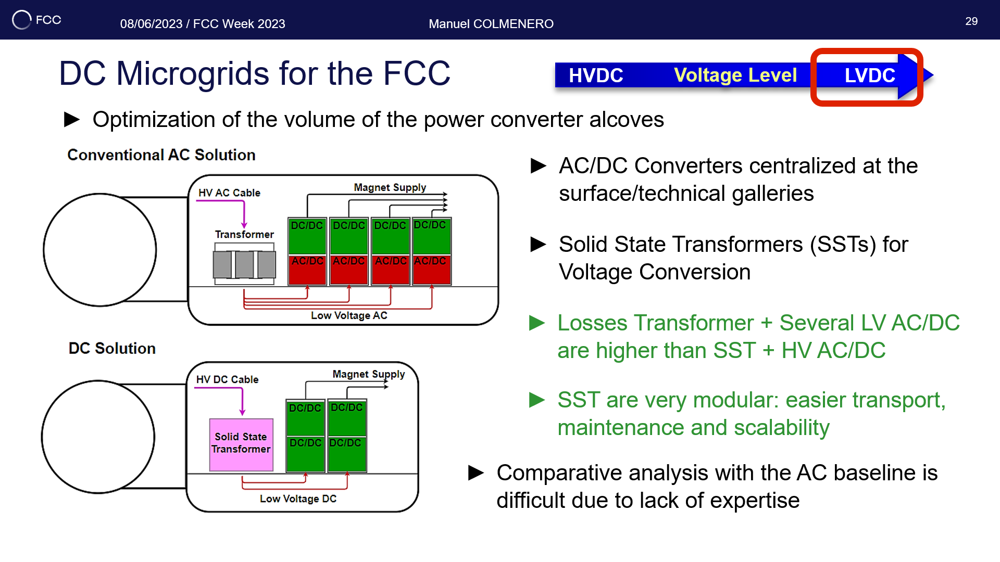 FCC
08/06/2023 / FCC Week 2023
Manuel COLMENERO
29
DC Microgrids for the FCC
HVDC Voltage Level LVDC
► Optimization of the volume of the power converter alcoves
Conventional AC Solution
HV AC Cable
Magnet Supply
Transformer
DC/DC DC/DC DC/DC DC/DC
AC/DC AC/DC AC/DC AC/DC
Low Voltage AC
DC Solution
HV DC Cable
Magnet Supply
Solid State
Transformer
DC/DC DC/DC
DC/DC DC/DC
Low Voltage DC
► AC/DC Converters centralized at the
surface/technical galleries
► Solid State Transformers (SSTs) for
Voltage Conversion
► Losses Transformer + Several LV AC/DC
are higher than SST + HV AC/DC
► SST are very modular: easier transport,
maintenance and scalability
► Comparative analysis with the AC baseline is
difficult due to lack of expertise